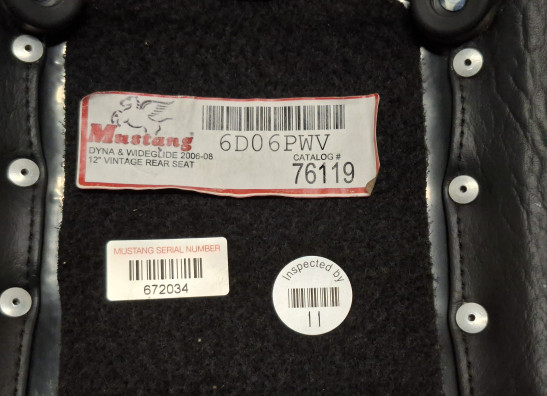 Mustang
6D06PWV
DYNA & WIDEGLIDE 2006-08
12" VINTAGE REAR SEAT
CATALOG #
76119
MUSTANG SERIAL NUMBER
672034
Inspected by
11